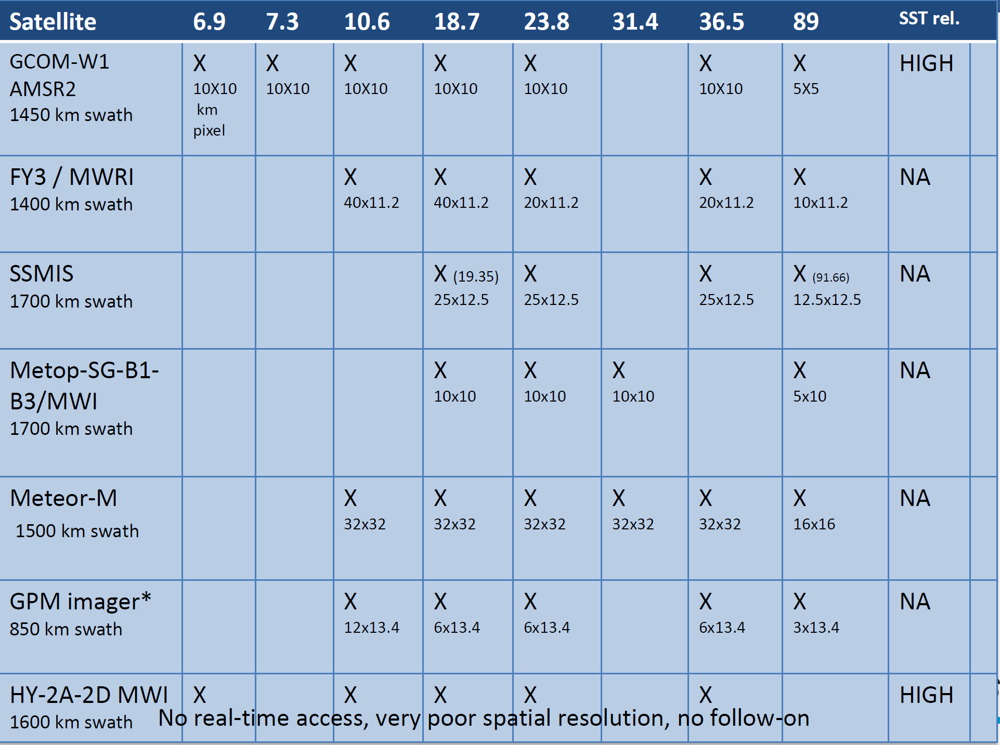 Satellite 6.9 7.3 10.6 18.7 23.8 31.4 36.5 89 SST rel.
GCOM-W1 X X X X X X X HIGH
AMSR2 10X10 10X10 10X10 10X10 10X10 10X10 5X5
1450 km swath km
pixel
FY3 / MWRI X X X X X NA
1400 km swath 40x11.2 40x11.2 20x11.2 20x11.2 10x11.2
SSMIS X (19.35) X X X (91.66) NA
1700 km swath 25x12.5 25x12.5 25x12.5 12.5x12.5
Metop-SG-B1- X X X X NA
B3/MWI 10x10 10x10 10x10 5x10
1700 km swath
Meteor-M X X X X X X NA
1500 km swath 32x32 32x32 32x32 32x32 32x32 16x16
GPM imager* X X X X X NA
850 km swath 12x13.4 6x13.4 6x13.4 6x13.4 3x13.4
HY-2A-2D MWI X X X X X HIGH
1600 km swath No real-time access, very poor spatial resolution, no follow-on